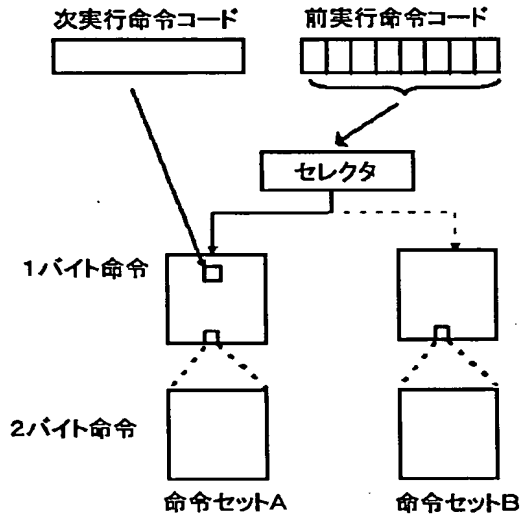 次実行命令コード
前実行命令コード
セレクタ
1バイト命令
2バイト命令
命令セットA
命令セットB